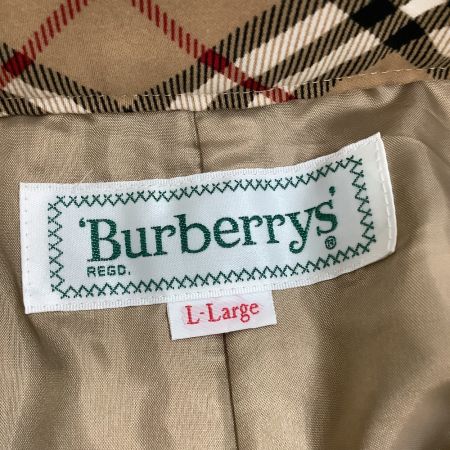 'Burberrys'
REGD. ®
L-Large